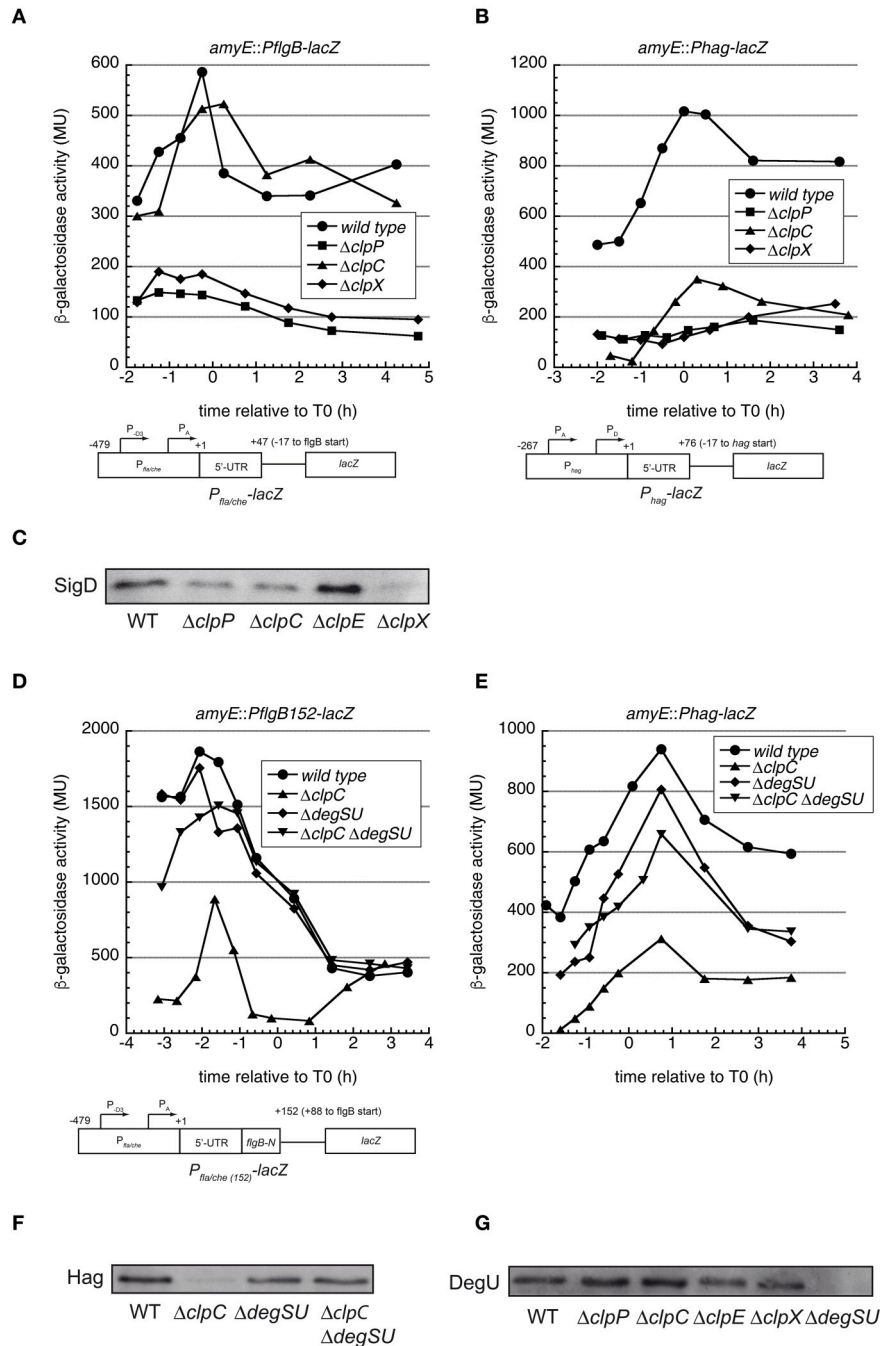 A
amyE::PflgB-lacZ
β-galactosidase activity (MU)
600
500
400
300
200
100
0
wild type
ΔclpP
ΔclpC
ΔclpX
-2 -1 0 1 2 3 4 5
time relative to T0 (h)
P-D3 PA
-479 +1 +47 (-17 to flgB start)
Pfla/che 5'-UTR lacZ
Pfla/che-lacZ
B
amyE::Phag-lacZ
β-galactosidase activity (MU)
1200
1000
800
600
400
200
0
wild type
ΔclpP
ΔclpC
ΔclpX
-3 -2 -1 0 1 2 3 4
time relative to T0 (h)
PA PD
-267 +1 +76 (-17 to hag start)
Phag 5'-UTR lacZ
Phag-lacZ
C
SigD
WT ΔclpP ΔclpC ΔclpE ΔclpX
D
amyE::PflgB152-lacZ
β-galactosidase activity (MU)
2000
1500
1000
500
0
wild type
ΔclpC
ΔdegSU
ΔclpC ΔdegSU
-4 -3 -2 -1 0 1 2 3 4
time relative to T0 (h)
P-D3 PA
-479 +1 +152 (+88 to flgB start)
Pfla/che 5'-UTR flgB-N lacZ
Pfla/che (152)-lacZ
E
amyE::Phag-lacZ
β-galactosidase activity (MU)
1000
800
600
400
200
0
wild type
ΔclpC
ΔdegSU
ΔclpC ΔdegSU
-2 -1 0 1 2 3 4 5
time relative to T0 (h)
F
Hag
WT ΔclpC ΔdegSU ΔclpC
ΔdegSU
G
DegU
WT ΔclpP ΔclpC ΔclpE ΔclpX ΔdegSU